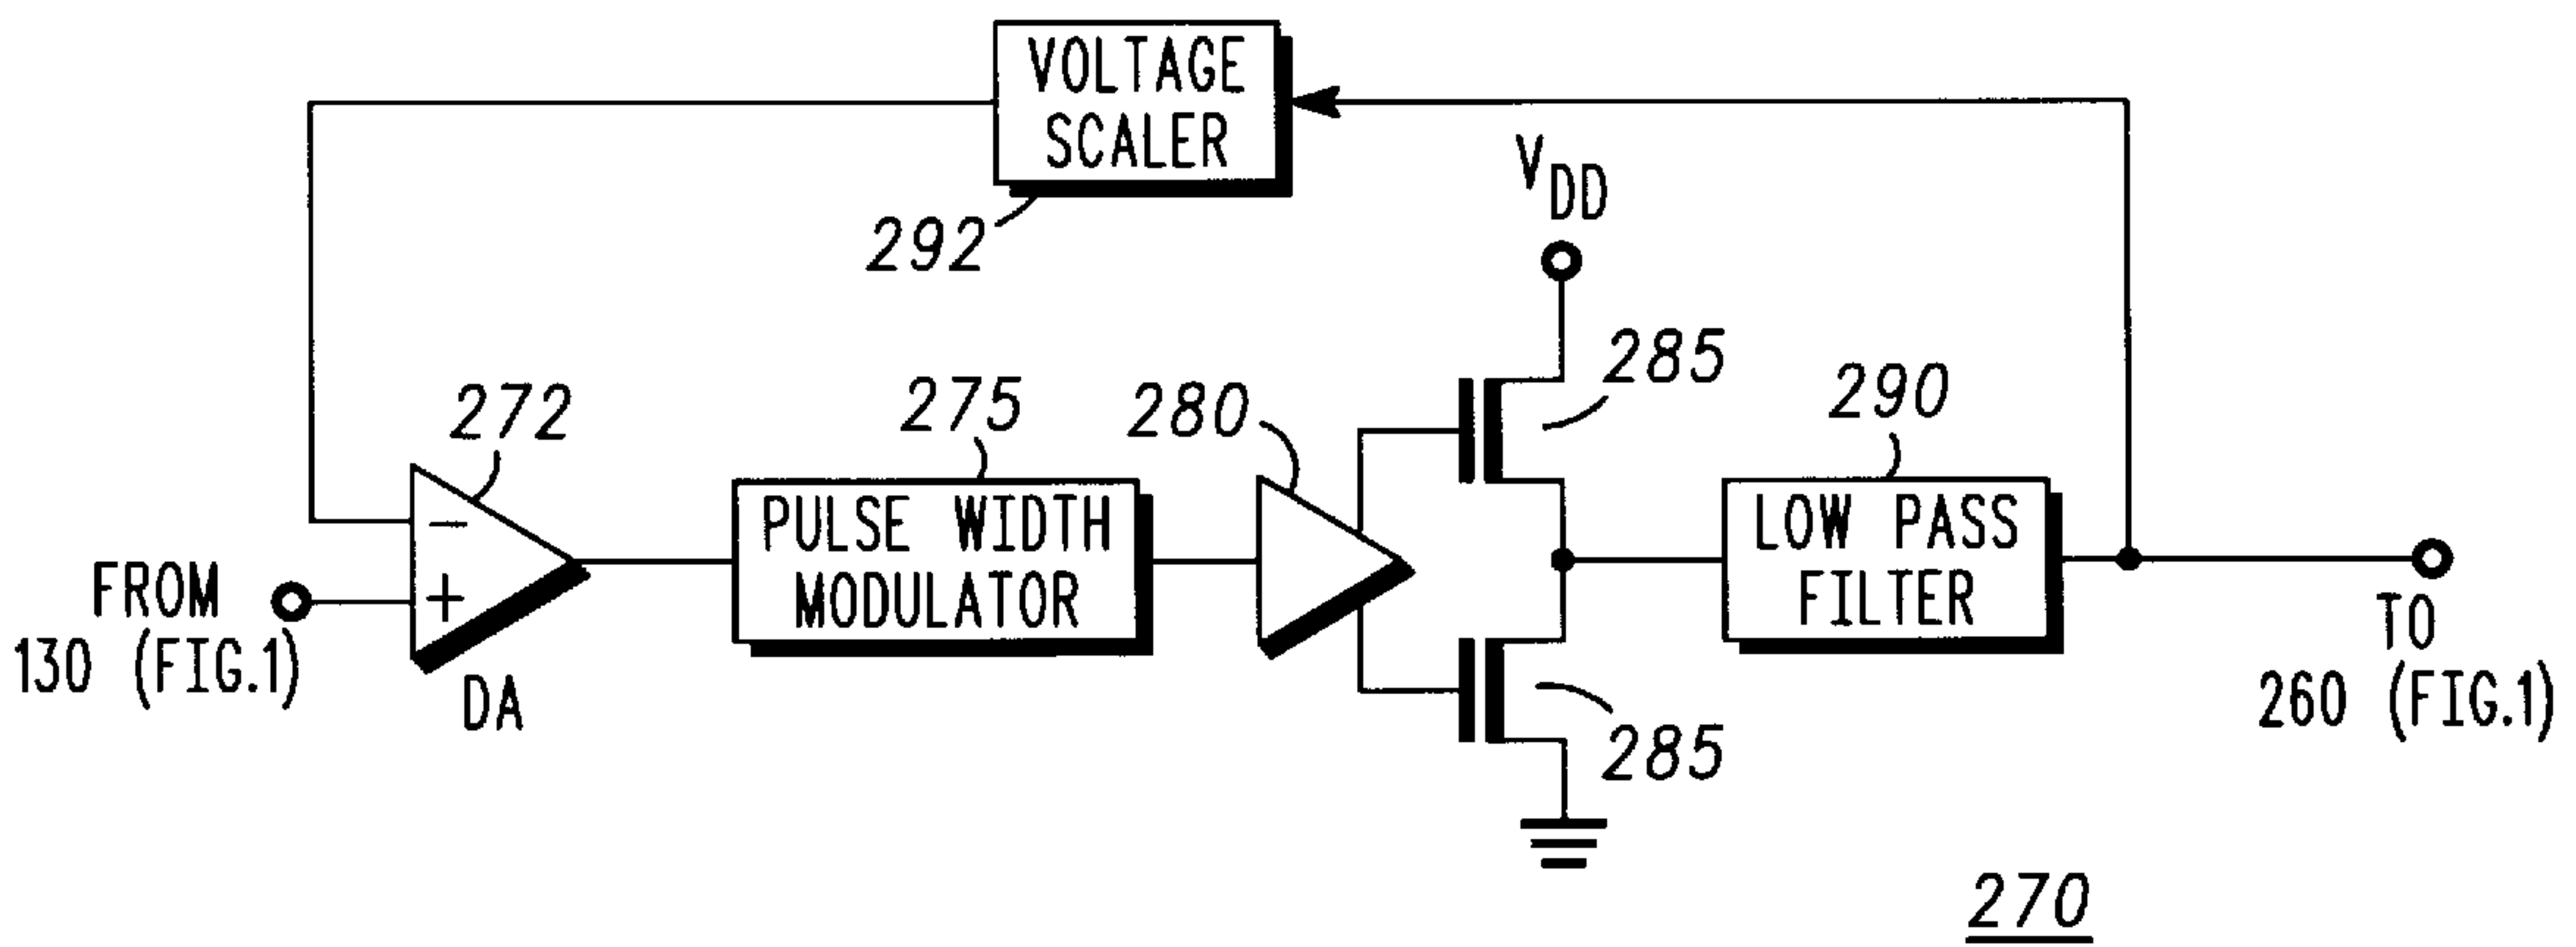 VOLTAGE
SCALER
292
V DD
285
272
275
280
290
PULSE WIDTH
MODULATOR
LOW PASS
FILTER
−
+
FROM
130 (FIG.1)
DA
285
TO
260 (FIG.1)
270